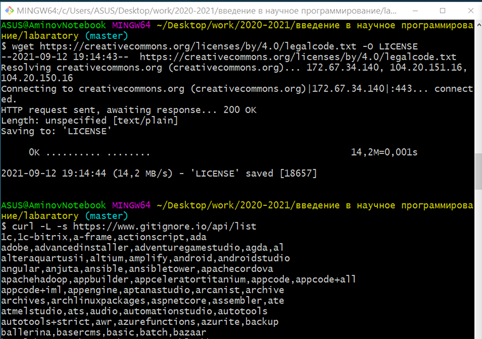 MINGW64:/c/Users/ASUS/Desktop/work/2020-2021/введение в научное программирование/la...
ASUS@AminovNotebook MINGW64 ~/Desktop/work/2020-2021/введение в научное программирова
ние/labaratory (master)
$ wget https://creativecommons.org/licenses/by/4.0/legalcode.txt -O LICENSE
--2021-09-12 19:14:43--  https://creativecommons.org/licenses/by/4.0/legalcode.txt
Resolving creativecommons.org (creativecommons.org)... 172.67.34.140, 104.20.151.16,
104.20.150.16
Connecting to creativecommons.org (creativecommons.org)|172.67.34.140|:443... connect
ed.
HTTP request sent, awaiting response... 200 OK
Length: unspecified [text/plain]
Saving to: 'LICENSE'
0K .......... ........ 14,2M=0,001s
2021-09-12 19:14:44 (14,2 MB/s) - 'LICENSE' saved [18657]
ASUS@AminovNotebook MINGW64 ~/Desktop/work/2020-2021/введение в научное программирова
ние/labaratory (master)
$ curl -L -s https://www.gitignore.io/api/list
1c,1c-bitrix,a-frame,actionscript,ada
adobe,advancedinstaller,adventuregamestudio,agda,al
alteraquartusii,altium,amplify,android,androidstudio
angular,anjuta,ansible,ansibletower,apachecordova
apachehadoop,appbuilder,appceleratortitanium,appcode,appcode+all
appcode+iml,appengine,aptanastudio,arcanist,archive
archives,archlinuxpackages,aspnetcore,assembler,ate
atmelstudio,ats,audio,automationstudio,autotools
autotools+strict,awr,azurefunctions,azurite,backup
ballerina,basercms,basic,batch,bazaar